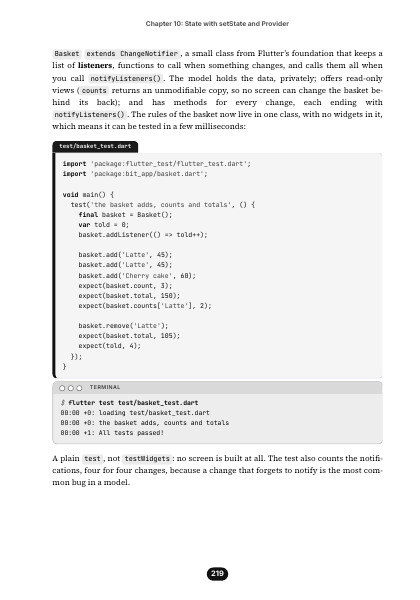 Chapter 10: State with setState and Provider
Basket extends ChangeNotifier, a small class from Flutter's foundation that keeps a
list of listeners, functions to call when something changes, and calls them all when
you call notifyListeners(). The model holds the data, privately; offers read-only
views (counts returns an unmodifiable copy, so no screen can change the basket be-
hind its back); and has methods for every change, each ending with
notifyListeners(). The rules of the basket now live in one class, with no widgets in it,
which means it can be tested in a few milliseconds:
test/basket_test.dart
import 'package:flutter_test/flutter_test.dart';
import 'package:bit_app/basket.dart';
void main() {
  test('the basket adds, counts and totals', () {
    final basket = Basket();
    var told = 0;
    basket.addListener(() => told++);
    basket.add('Latte', 45);
    basket.add('Latte', 45);
    basket.add('Cherry cake', 60);
    expect(basket.count, 3);
    expect(basket.total, 150);
    expect(basket.counts['Latte'], 2);
    basket.remove('Latte');
    expect(basket.total, 105);
    expect(told, 4);
  });
}
TERMINAL
$ flutter test test/basket_test.dart
00:00 +0: loading test/basket_test.dart
00:00 +0: the basket adds, counts and totals
00:00 +1: All tests passed!
A plain test, not testWidgets: no screen is built at all. The test also counts the notifi-
cations, four for four changes, because a change that forgets to notify is the most com-
mon bug in a model.
219